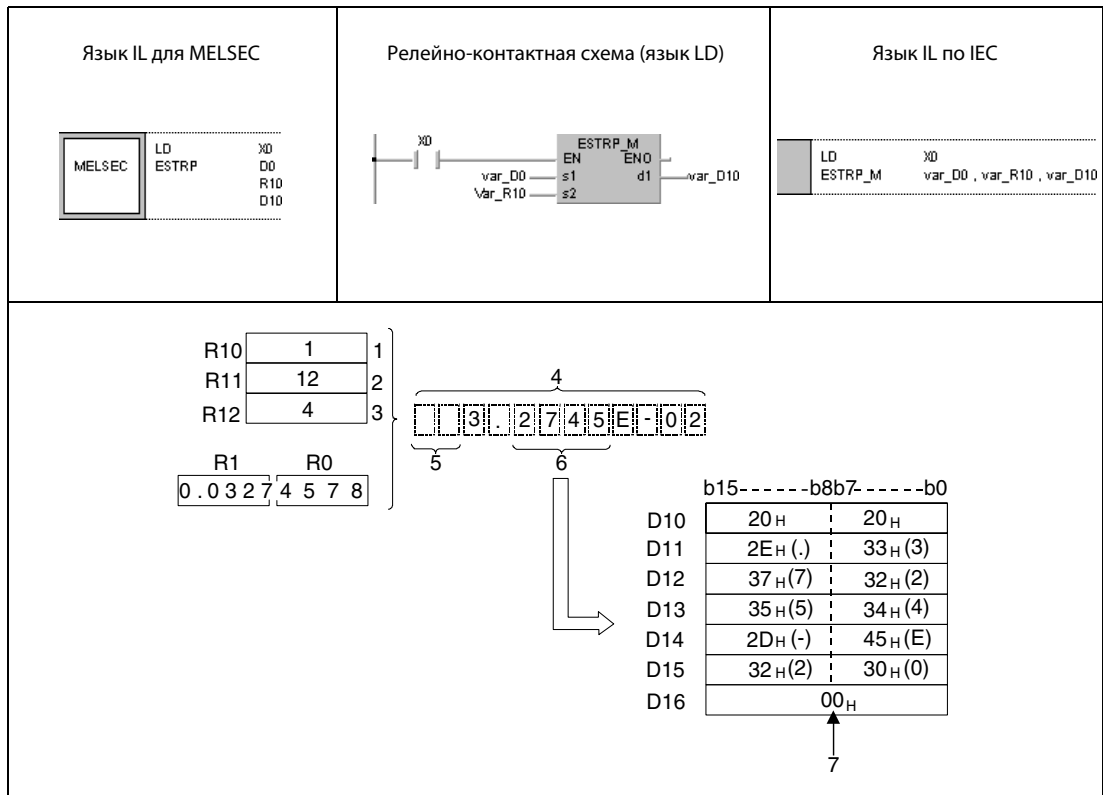 Язык IL для MELSEC
Релейно-контактная схема (язык LD)
Язык IL по IEC
MELSEC
LD X0
ESTRP D0
R10
D10
X0
ESTRP_M
EN ENO
var_D0 s1 d1 var_D10
Var_R10 s2
LD X0
ESTRP_M var_D0 , var_R10 , var_D10
R10 1 1
R11 12 2
R12 4 3
R1 R0
0 . 0 3 2 7 4 5 7 8
4
3 . 2 7 4 5 E - 0 2
5 6
b15------b8b7------b0
D10 20H 20H
D11 2EH (.) 33H (3)
D12 37H (7) 32H (2)
D13 35H (5) 34H (4)
D14 2DH (-) 45H (E)
D15 32H (2) 30H (0)
D16 00H
7